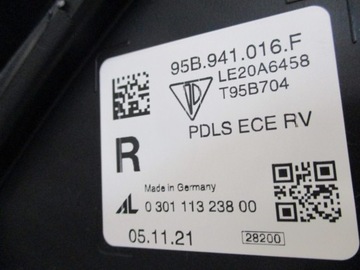 95B.941.016.F
LE20A6458
T95B704
PDLS ECE RV
R
Made in Germany
AL 0 301 113 238 00
05.11.21 28200